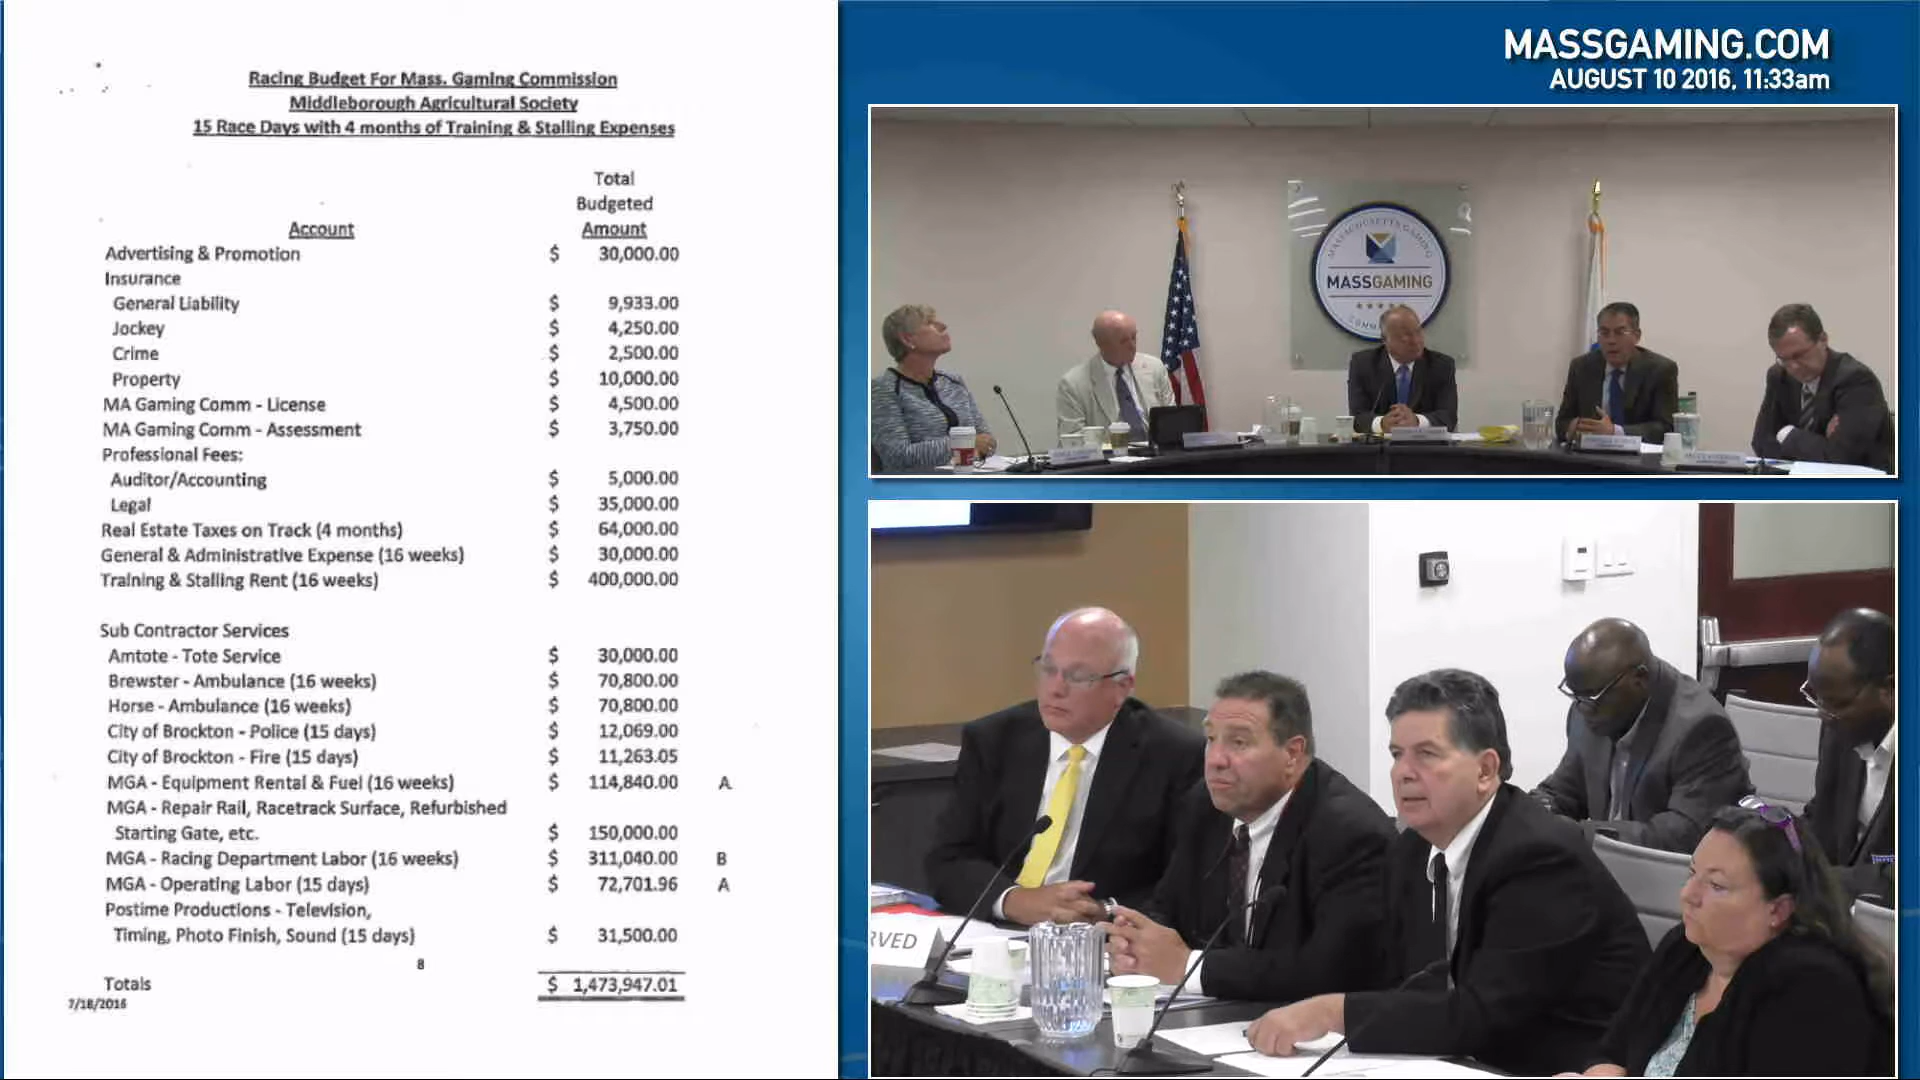 Racing Budget For Mass. Gaming Commission
Middleborough Agricultural Society
15 Race Days with 4 months of Training & Stalling Expenses
Total
Budgeted
Account Amount
Advertising & Promotion $ 30,000.00
Insurance
General Liability $ 9,933.00
Jockey $ 4,250.00
Crime $ 2,500.00
Property $ 10,000.00
MA Gaming Comm - License $ 4,500.00
MA Gaming Comm - Assessment $ 3,750.00
Professional Fees:
Auditor/Accounting $ 5,000.00
Legal $ 35,000.00
Real Estate Taxes on Track (4 months) $ 64,000.00
General & Administrative Expense (16 weeks) $ 30,000.00
Training & Stalling Rent (16 weeks) $ 400,000.00
Sub Contractor Services
Amtote - Tote Service $ 30,000.00
Brewster - Ambulance (16 weeks) $ 70,800.00
Horse - Ambulance (16 weeks) $ 70,800.00
City of Brockton - Police (15 days) $ 12,069.00
City of Brockton - Fire (15 days) $ 11,263.05
MGA - Equipment Rental & Fuel (16 weeks) $ 114,840.00 A
MGA - Repair Rail, Racetrack Surface, Refurbished
Starting Gate, etc. $ 150,000.00
MGA - Racing Department Labor (16 weeks) $ 311,040.00 B
MGA - Operating Labor (15 days) $ 72,701.96 A
Postime Productions - Television,
Timing, Photo Finish, Sound (15 days) $ 31,500.00
8
Totals $ 1,473,947.01
7/18/2016
MASSGAMING.COM
AUGUST 10 2016, 11:33am
MASSACHUSETTS GAMING
MASSGAMING
RVED